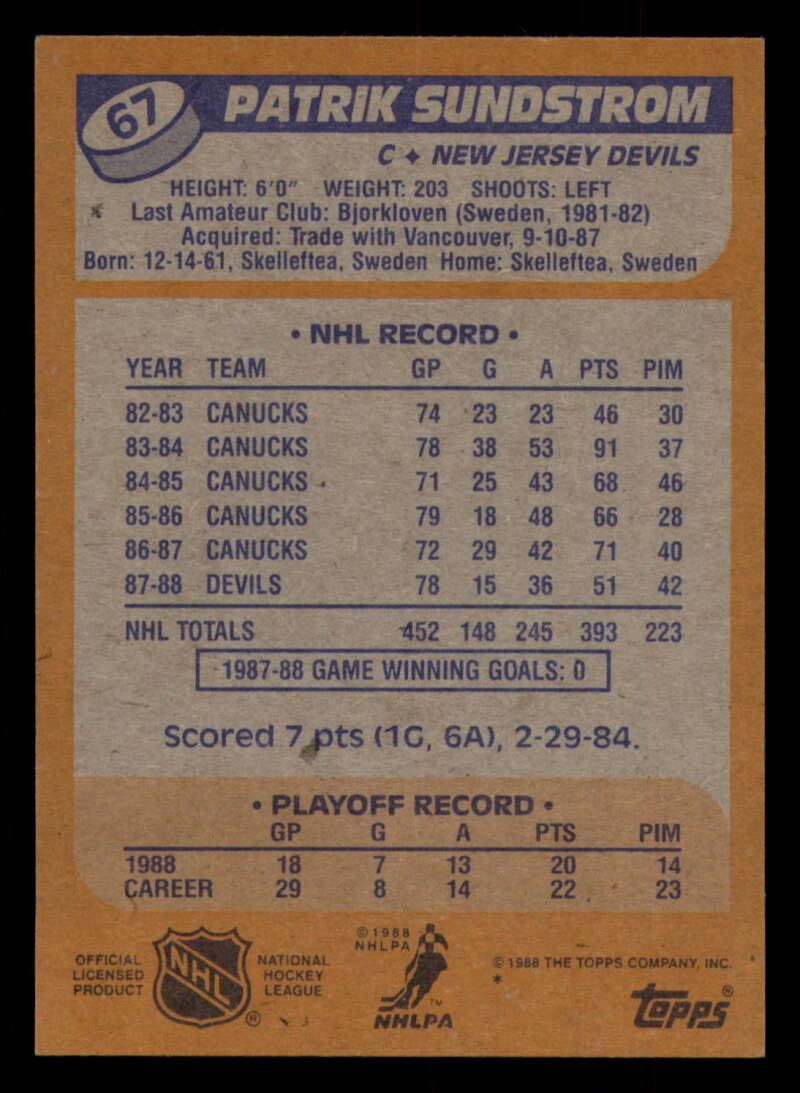 67
PATRIK SUNDSTROM
C ✦ NEW JERSEY DEVILS
HEIGHT: 6'0" WEIGHT: 203 SHOOTS: LEFT
Last Amateur Club: Bjorkloven (Sweden, 1981-82)
Acquired: Trade with Vancouver, 9-10-87
Born: 12-14-61, Skelleftea, Sweden Home: Skelleftea, Sweden
• NHL RECORD •
YEAR TEAM GP G A PTS PIM
82-83 CANUCKS 74 23 23 46 30
83-84 CANUCKS 78 38 53 91 37
84-85 CANUCKS 71 25 43 68 46
85-86 CANUCKS 79 18 48 66 28
86-87 CANUCKS 72 29 42 71 40
87-88 DEVILS 78 15 36 51 42
NHL TOTALS 452 148 245 393 223
1987-88 GAME WINNING GOALS: 0
Scored 7 pts (1G, 6A), 2-29-84.
• PLAYOFF RECORD •
GP G A PTS PIM
1988 18 7 13 20 14
CAREER 29 8 14 22 23
OFFICIAL LICENSED PRODUCT
NHL ®
NATIONAL HOCKEY LEAGUE
© 1988 NHLPA
NHLPA ™
© 1988 THE TOPPS COMPANY, INC.
*
topps ®